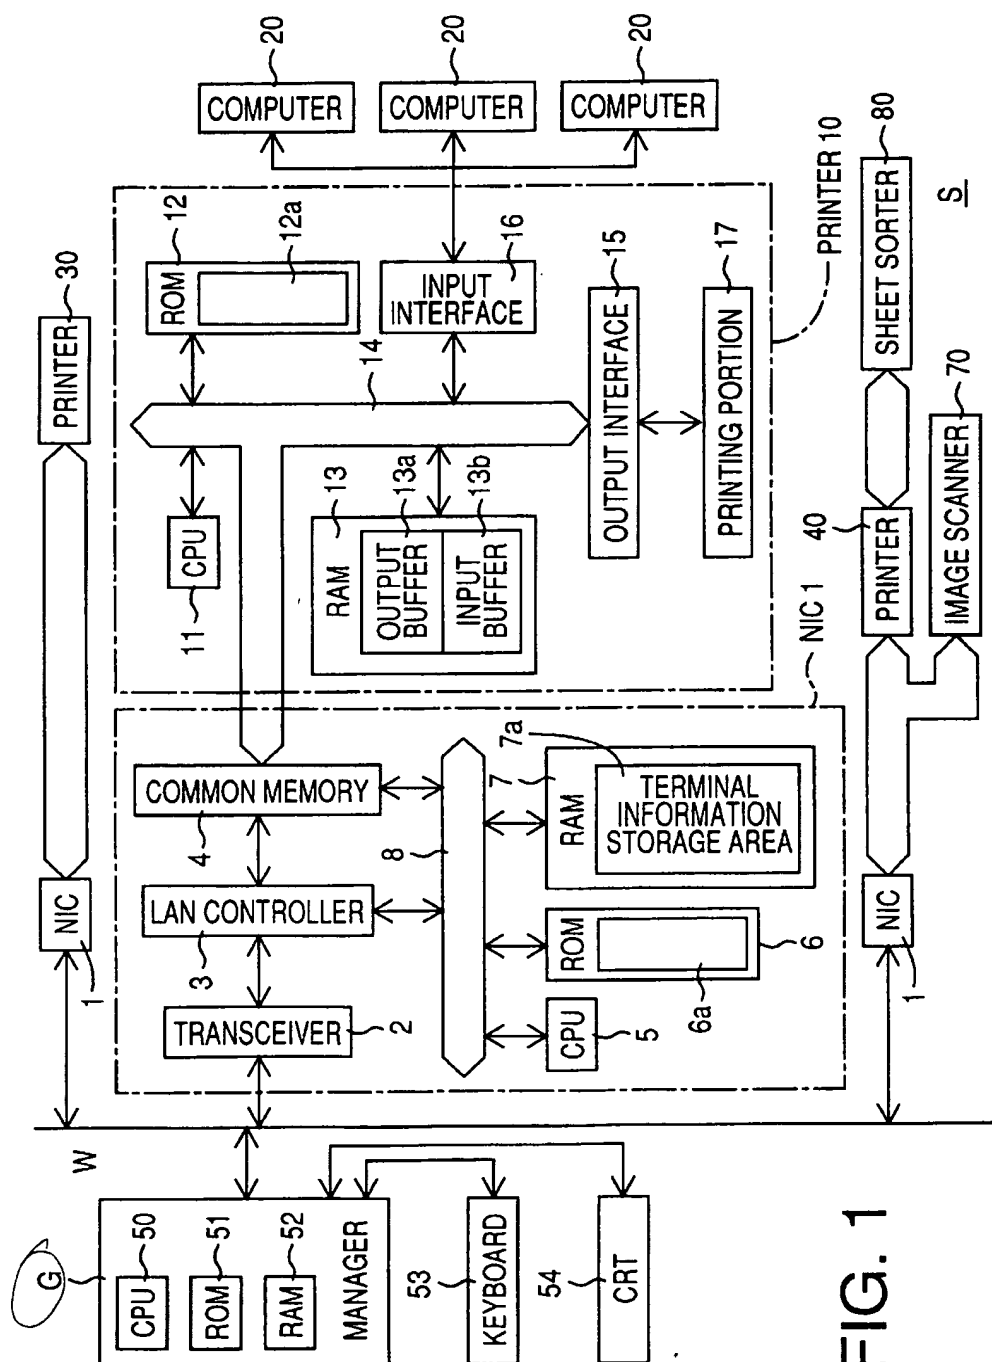 G
CPU
50
ROM
51
RAM
52
MANAGER
KEYBOARD
53
CRT
54
W
NIC
1
PRINTER
30
TRANSCEIVER
2
LAN CONTROLLER
3
COMMON MEMORY
4
8
CPU
5
ROM
6
6a
RAM
7
7a
TERMINAL
INFORMATION
STORAGE AREA
NIC 1
CPU
11
ROM
12
12a
14
RAM
13
OUTPUT
BUFFER
13a
INPUT
BUFFER
13b
INPUT
INTERFACE
16
OUTPUT INTERFACE
15
PRINTING PORTION
17
PRINTER 10
COMPUTER
20
COMPUTER
20
COMPUTER
20
NIC
1
PRINTER
40
SHEET SORTER
80
IMAGE SCANNER
70
S
FIG. 1